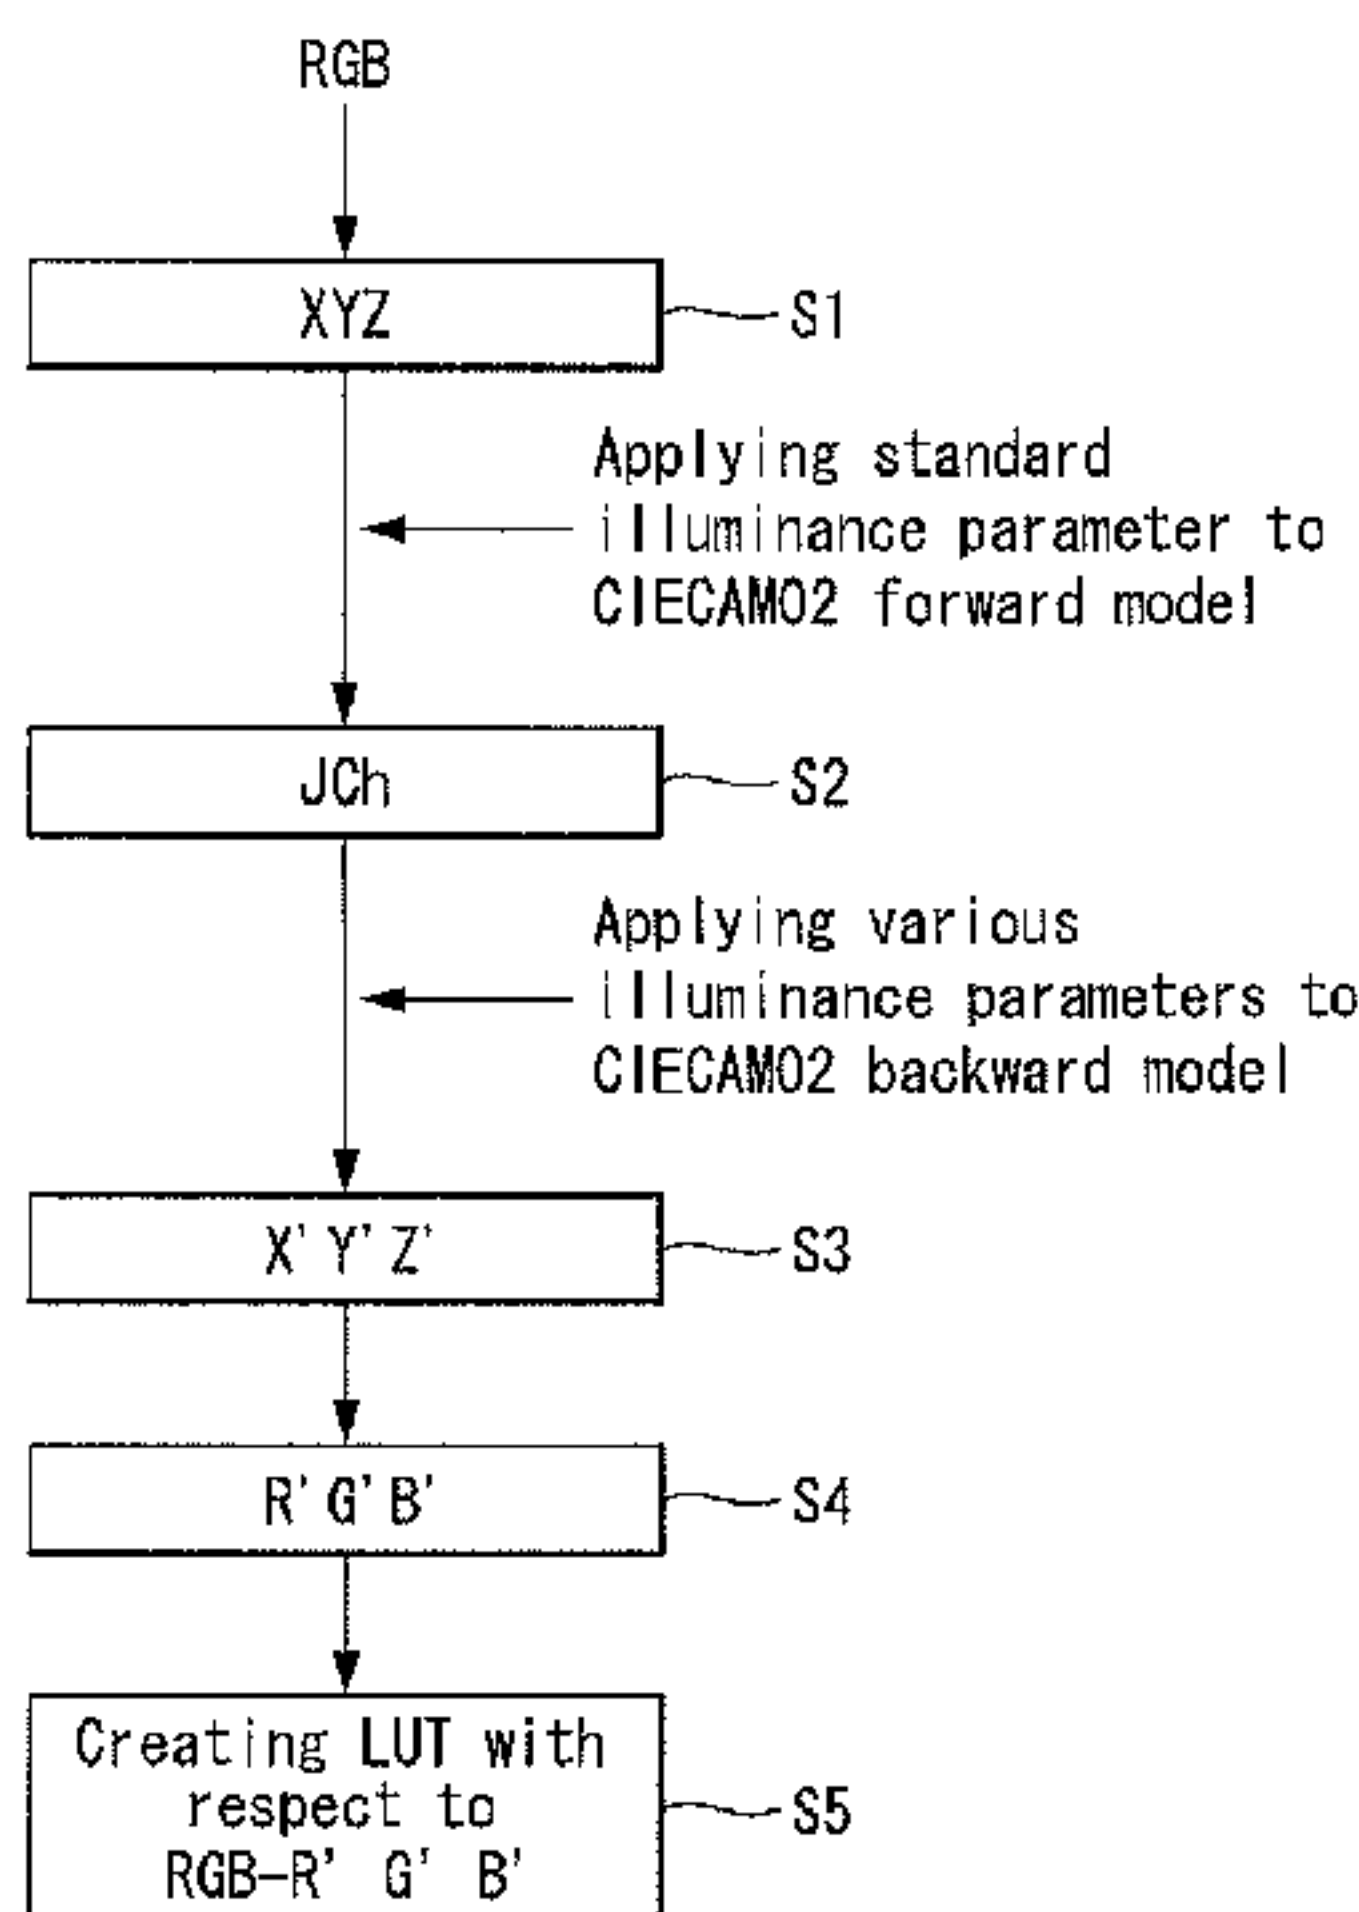 RGB
XYZ
S1
Applying standard
illuminance parameter to
CIECAM02 forward model
JCh
S2
Applying various
illuminance parameters to
CIECAM02 backward model
X' Y' Z'
S3
R' G' B'
S4
Creating LUT with
respect to
RGB-R' G' B'
S5